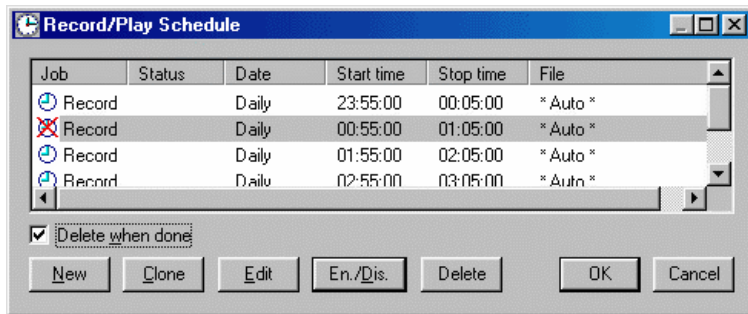 Record/Play Schedule
Job Status Date Start time Stop time File
Record Daily 23:55:00 00:05:00 * Auto *
Record Daily 00:55:00 01:05:00 * Auto *
Record Daily 01:55:00 02:05:00 * Auto *
Record Daily 02:55:00 03:05:00 * Auto *
Delete when done
New Clone Edit En./Dis. Delete OK Cancel